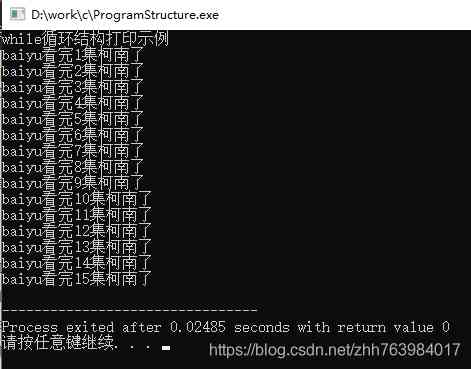 D:\work\c\ProgramStructure.exe
while循环结构打印示例
baiyu看完1集柯南了
baiyu看完2集柯南了
baiyu看完3集柯南了
baiyu看完4集柯南了
baiyu看完5集柯南了
baiyu看完6集柯南了
baiyu看完7集柯南了
baiyu看完8集柯南了
baiyu看完9集柯南了
baiyu看完10集柯南了
baiyu看完11集柯南了
baiyu看完12集柯南了
baiyu看完13集柯南了
baiyu看完14集柯南了
baiyu看完15集柯南了
--------------------------------
Process exited after 0.02485 seconds with return value 0
请按任意键继续. . .
https://blog.csdn.net/zhh763984017